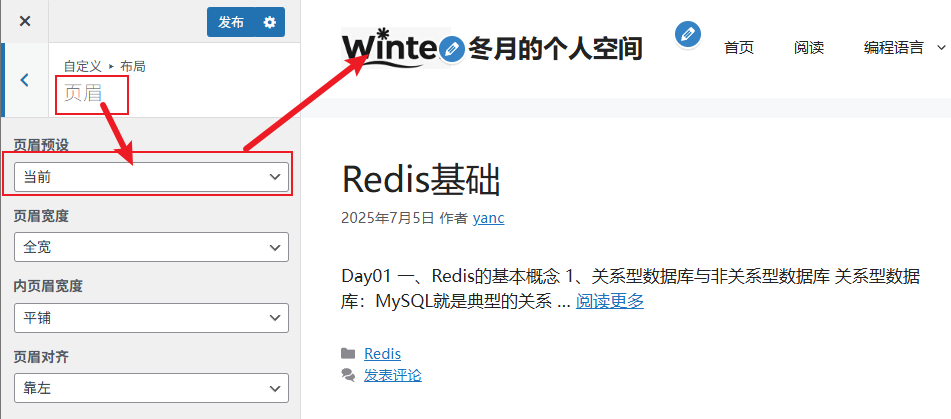 发布
自定义 ▸ 布局
页眉
页眉预设
当前
页眉宽度
全宽
内页眉宽度
平铺
页眉对齐
靠左
Winte 冬月的个人空间
首页 阅读 编程语言
Redis基础
2025年7月5日 作者 yanc
Day01 一、Redis的基本概念 1、关系型数据库与非关系型数据库 关系型数据
库：MySQL就是典型的关系 ... 阅读更多
Redis
发表评论